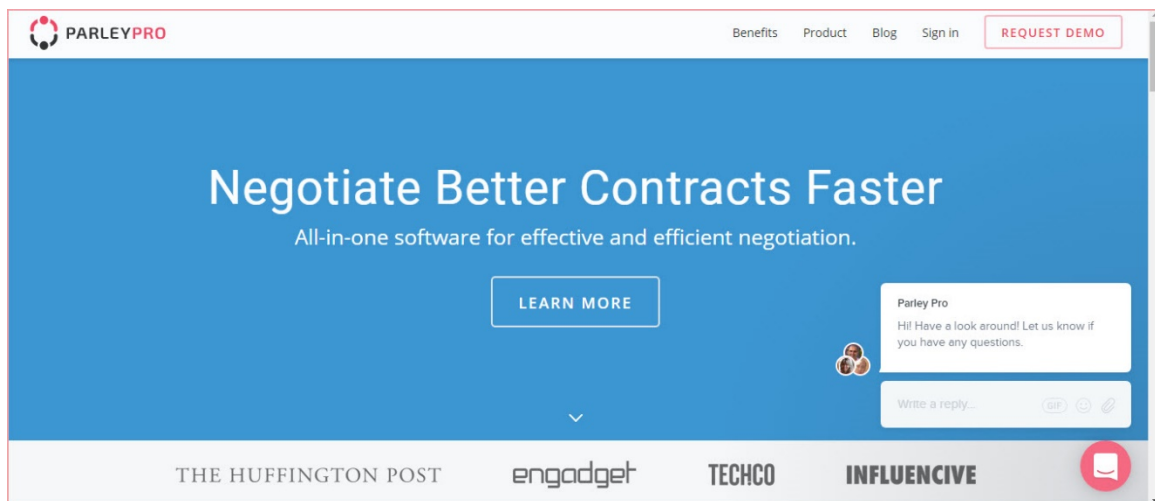 PARLEYPRO
Benefits Product Blog Sign in REQUEST DEMO
Negotiate Better Contracts Faster
All-in-one software for effective and efficient negotiation.
LEARN MORE
Parley Pro
Hi! Have a look around! Let us know if
you have any questions.
Write a reply...
GIF
THE HUFFINGTON POST engadget TECHCO INFLUENCIVE